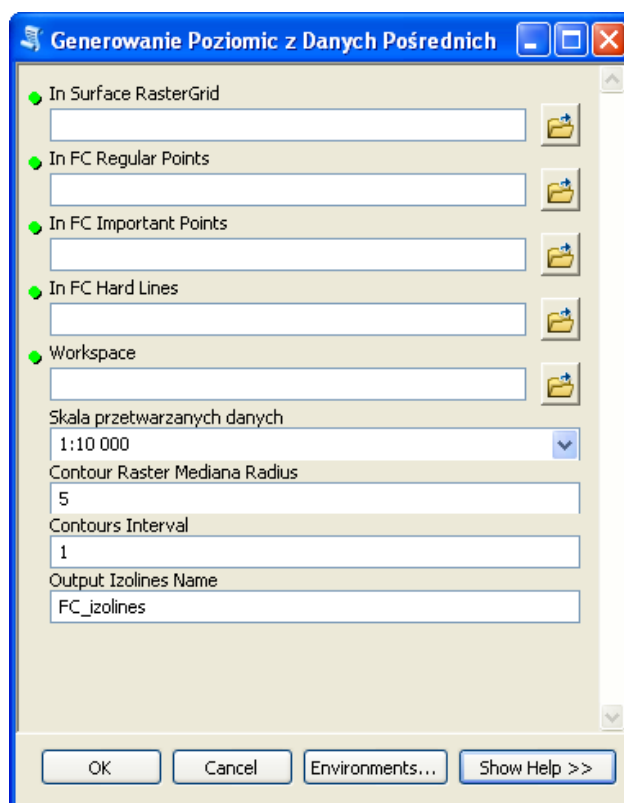 Generowanie Poziomic z Danych Pośrednich
In Surface RasterGrid
In FC Regular Points
In FC Important Points
In FC Hard Lines
Workspace
Skala przetwarzanych danych
1:10 000
Contour Raster Mediana Radius
5
Contours Interval
1
Output Izolines Name
FC_izolines
OK Cancel Environments... Show Help >>